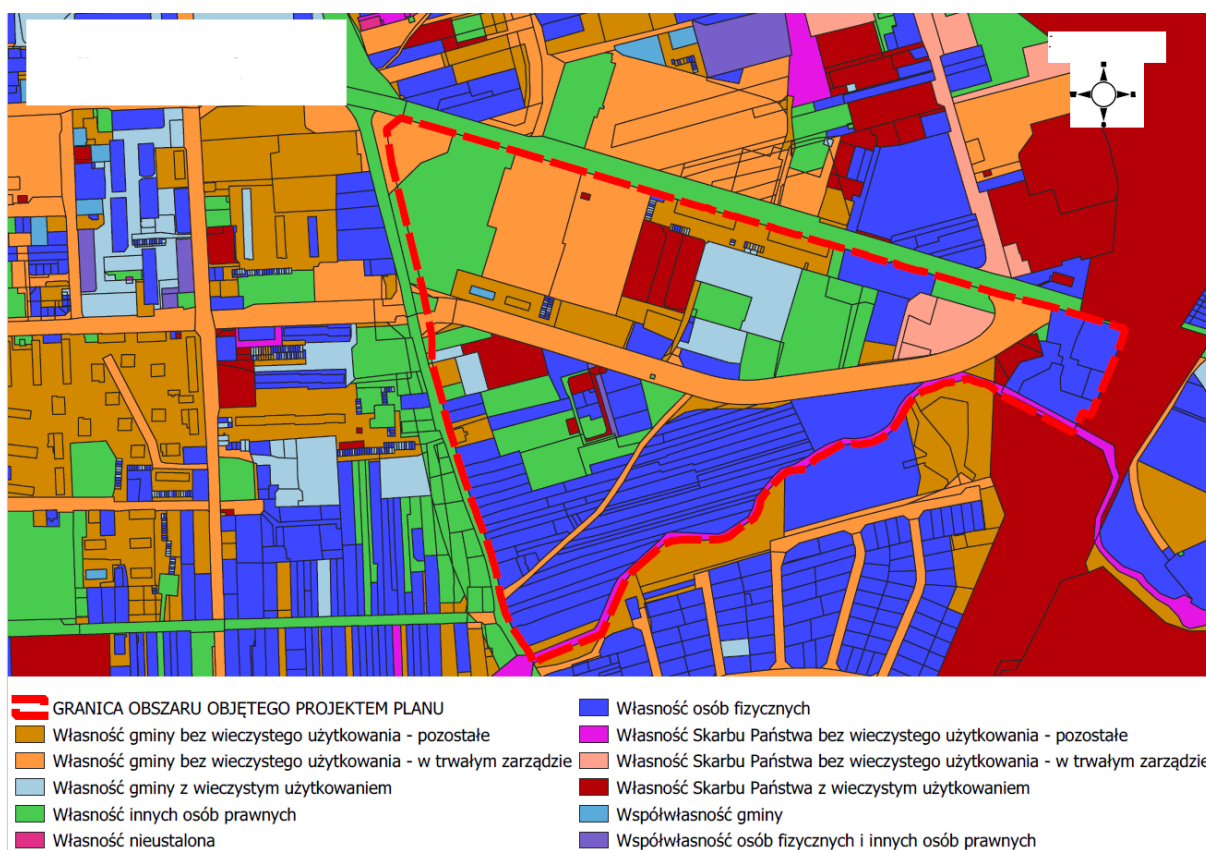 GRANICA OBSZARU OBJĘTEGO PROJEKTEM PLANU
Własność gminy bez wieczystego użytkowania - pozostałe
Własność gminy bez wieczystego użytkowania - w trwałym zarządzie
Własność gminy z wieczystym użytkowaniem
Własność innych osób prawnych
Własność nieustalona
Własność osób fizycznych
Własność Skarbu Państwa bez wieczystego użytkowania - pozostałe
Własność Skarbu Państwa bez wieczystego użytkowania - w trwałym zarządzie
Własność Skarbu Państwa z wieczystym użytkowaniem
Współwłasność gminy
Współwłasność osób fizycznych i innych osób prawnych